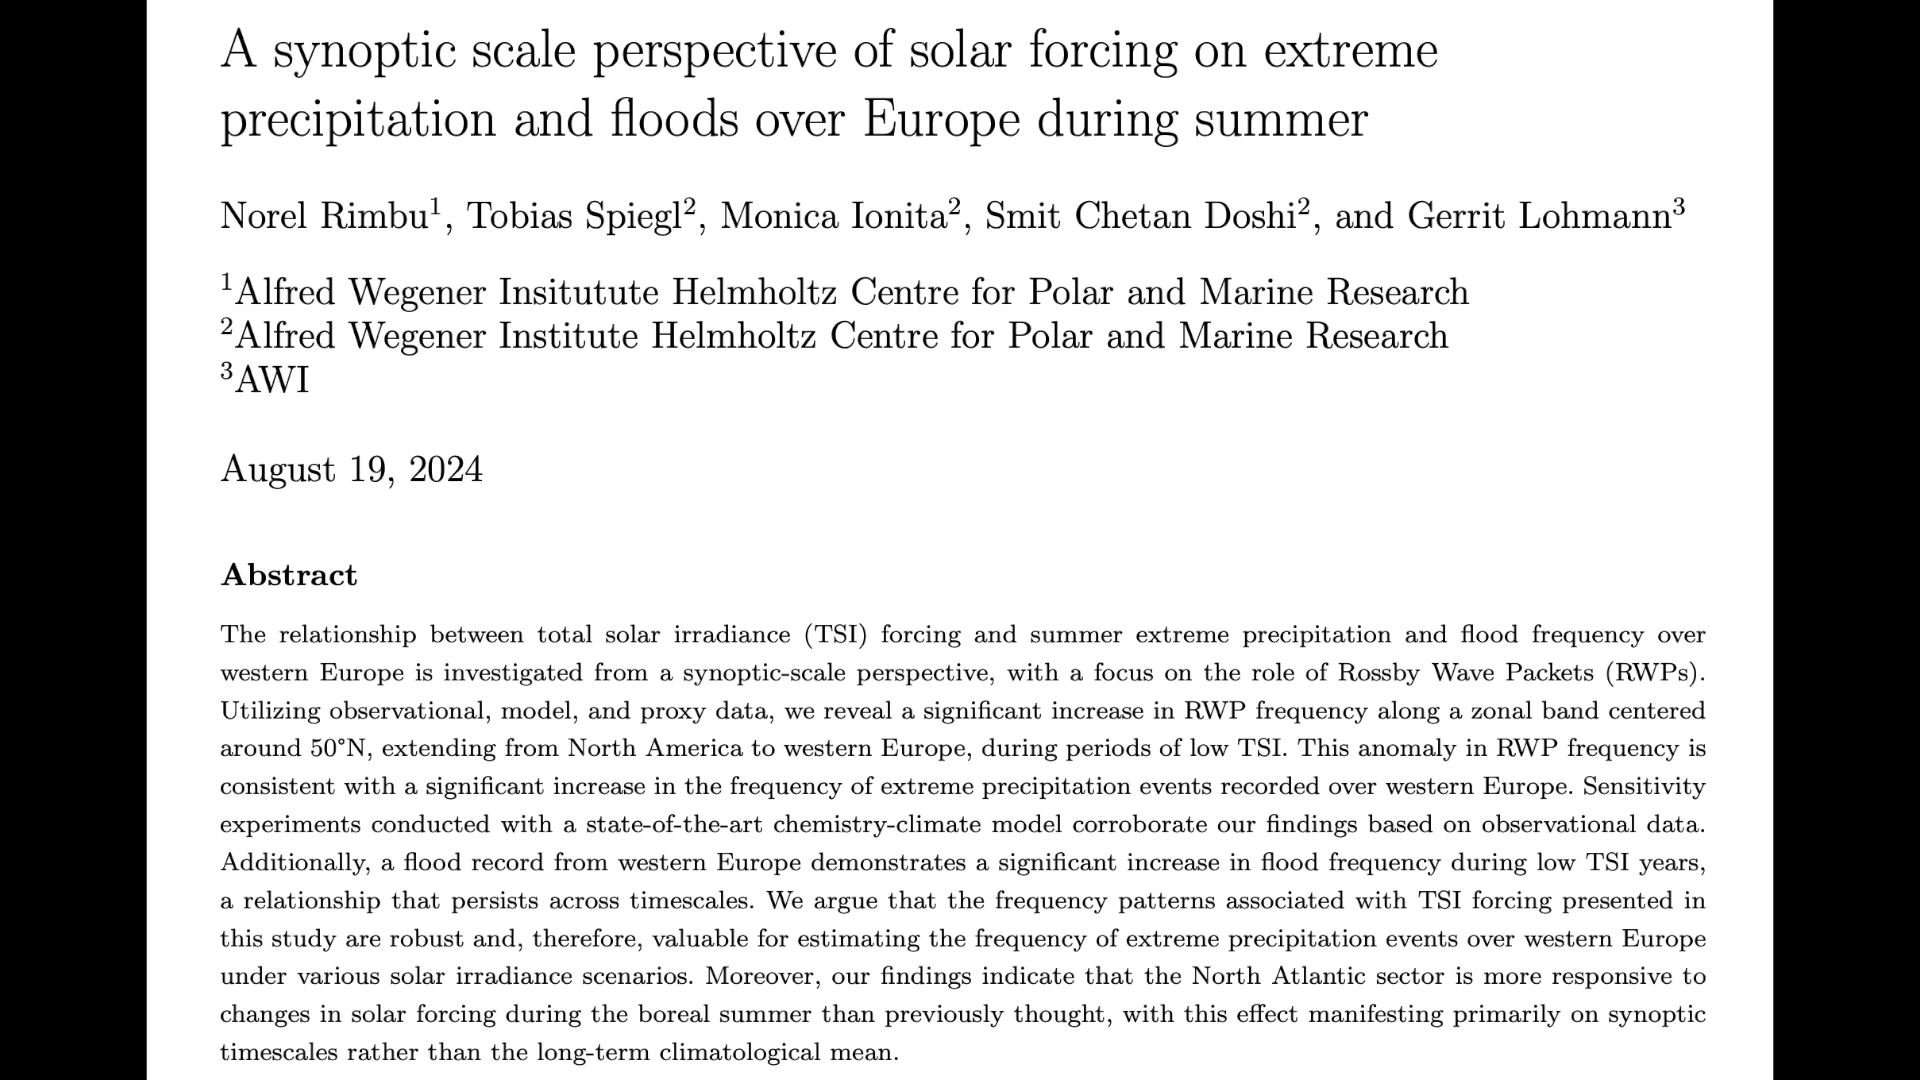 A synoptic scale perspective of solar forcing on extreme
precipitation and floods over Europe during summer
Norel Rimbu¹, Tobias Spiegl², Monica Ionita², Smit Chetan Doshi², and Gerrit Lohmann³
¹Alfred Wegener Insitutute Helmholtz Centre for Polar and Marine Research
²Alfred Wegener Institute Helmholtz Centre for Polar and Marine Research
³AWI
August 19, 2024
Abstract
The relationship between total solar irradiance (TSI) forcing and summer extreme precipitation and flood frequency over
western Europe is investigated from a synoptic-scale perspective, with a focus on the role of Rossby Wave Packets (RWPs).
Utilizing observational, model, and proxy data, we reveal a significant increase in RWP frequency along a zonal band centered
around 50°N, extending from North America to western Europe, during periods of low TSI. This anomaly in RWP frequency is
consistent with a significant increase in the frequency of extreme precipitation events recorded over western Europe. Sensitivity
experiments conducted with a state-of-the-art chemistry-climate model corroborate our findings based on observational data.
Additionally, a flood record from western Europe demonstrates a significant increase in flood frequency during low TSI years,
a relationship that persists across timescales. We argue that the frequency patterns associated with TSI forcing presented in
this study are robust and, therefore, valuable for estimating the frequency of extreme precipitation events over western Europe
under various solar irradiance scenarios. Moreover, our findings indicate that the North Atlantic sector is more responsive to
changes in solar forcing during the boreal summer than previously thought, with this effect manifesting primarily on synoptic
timescales rather than the long-term climatological mean.